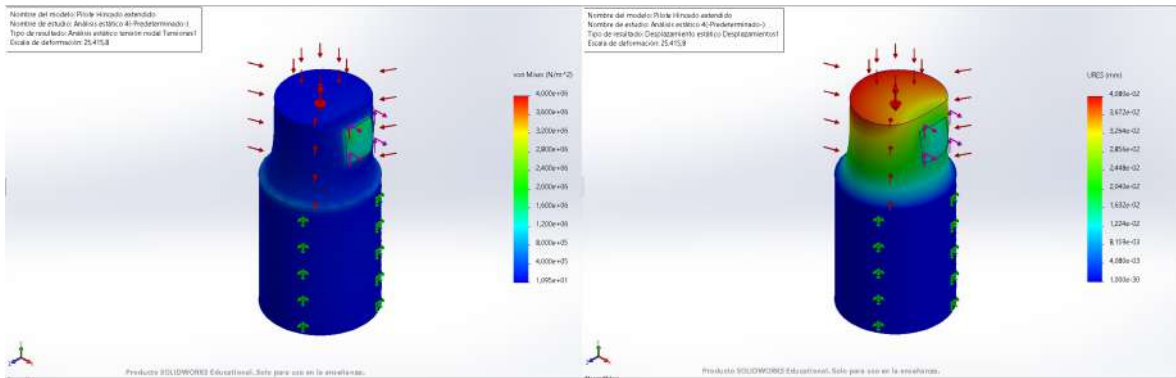 Nombre del modelo: Pilote Hincado extendido
Nombre de estudio: Análisis estático 4(-Predeterminado-)
Tipo de resultado: Análisis estático tensión nodal Tensiones1
Escala de deformación: 25.415,8
von Mises (N/m^2)
4,000e+06
3,600e+06
3,200e+06
2,800e+06
2,400e+06
2,000e+06
1,600e+06
1,200e+06
8,000e+05
4,000e+05
1,095e+01
Producto SOLIDWORKS Educational. Solo para uso en la enseñanza.
Nombre del modelo: Pilote Hincado extendido
Nombre de estudio: Análisis estático 4(-Predeterminado-)
Tipo de resultado: Desplazamiento estático Desplazamientos1
Escala de deformación: 25.415,8
URES (mm)
4,080e-02
3,672e-02
3,264e-02
2,856e-02
2,448e-02
2,040e-02
1,632e-02
1,224e-02
8,159e-03
4,080e-03
1,000e-30
Producto SOLIDWORKS Educational. Solo para uso en la enseñanza.